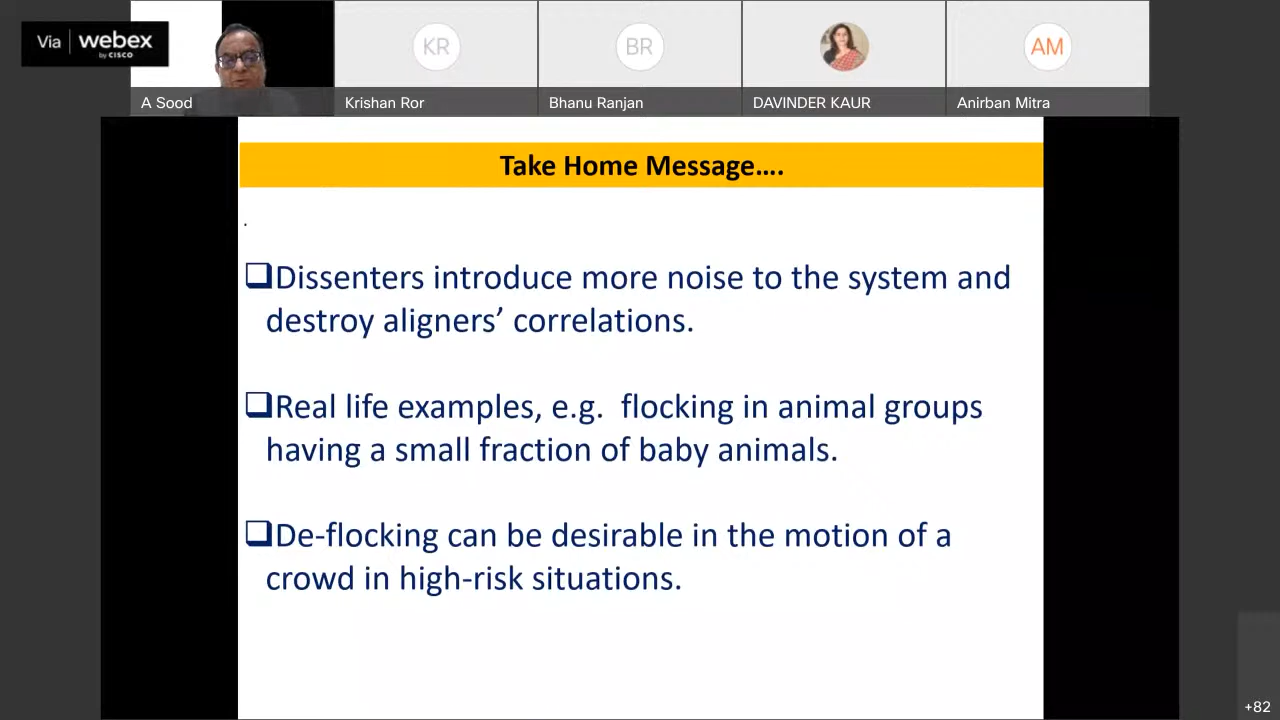 Via webex
by CISCO
KR
BR
AM
A Sood
Krishan Ror
Bhanu Ranjan
DAVINDER KAUR
Anirban Mitra
Take Home Message....
.
❑Dissenters introduce more noise to the system and
destroy aligners’ correlations.
❑Real life examples, e.g. flocking in animal groups
having a small fraction of baby animals.
❑De-flocking can be desirable in the motion of a
crowd in high-risk situations.
+82